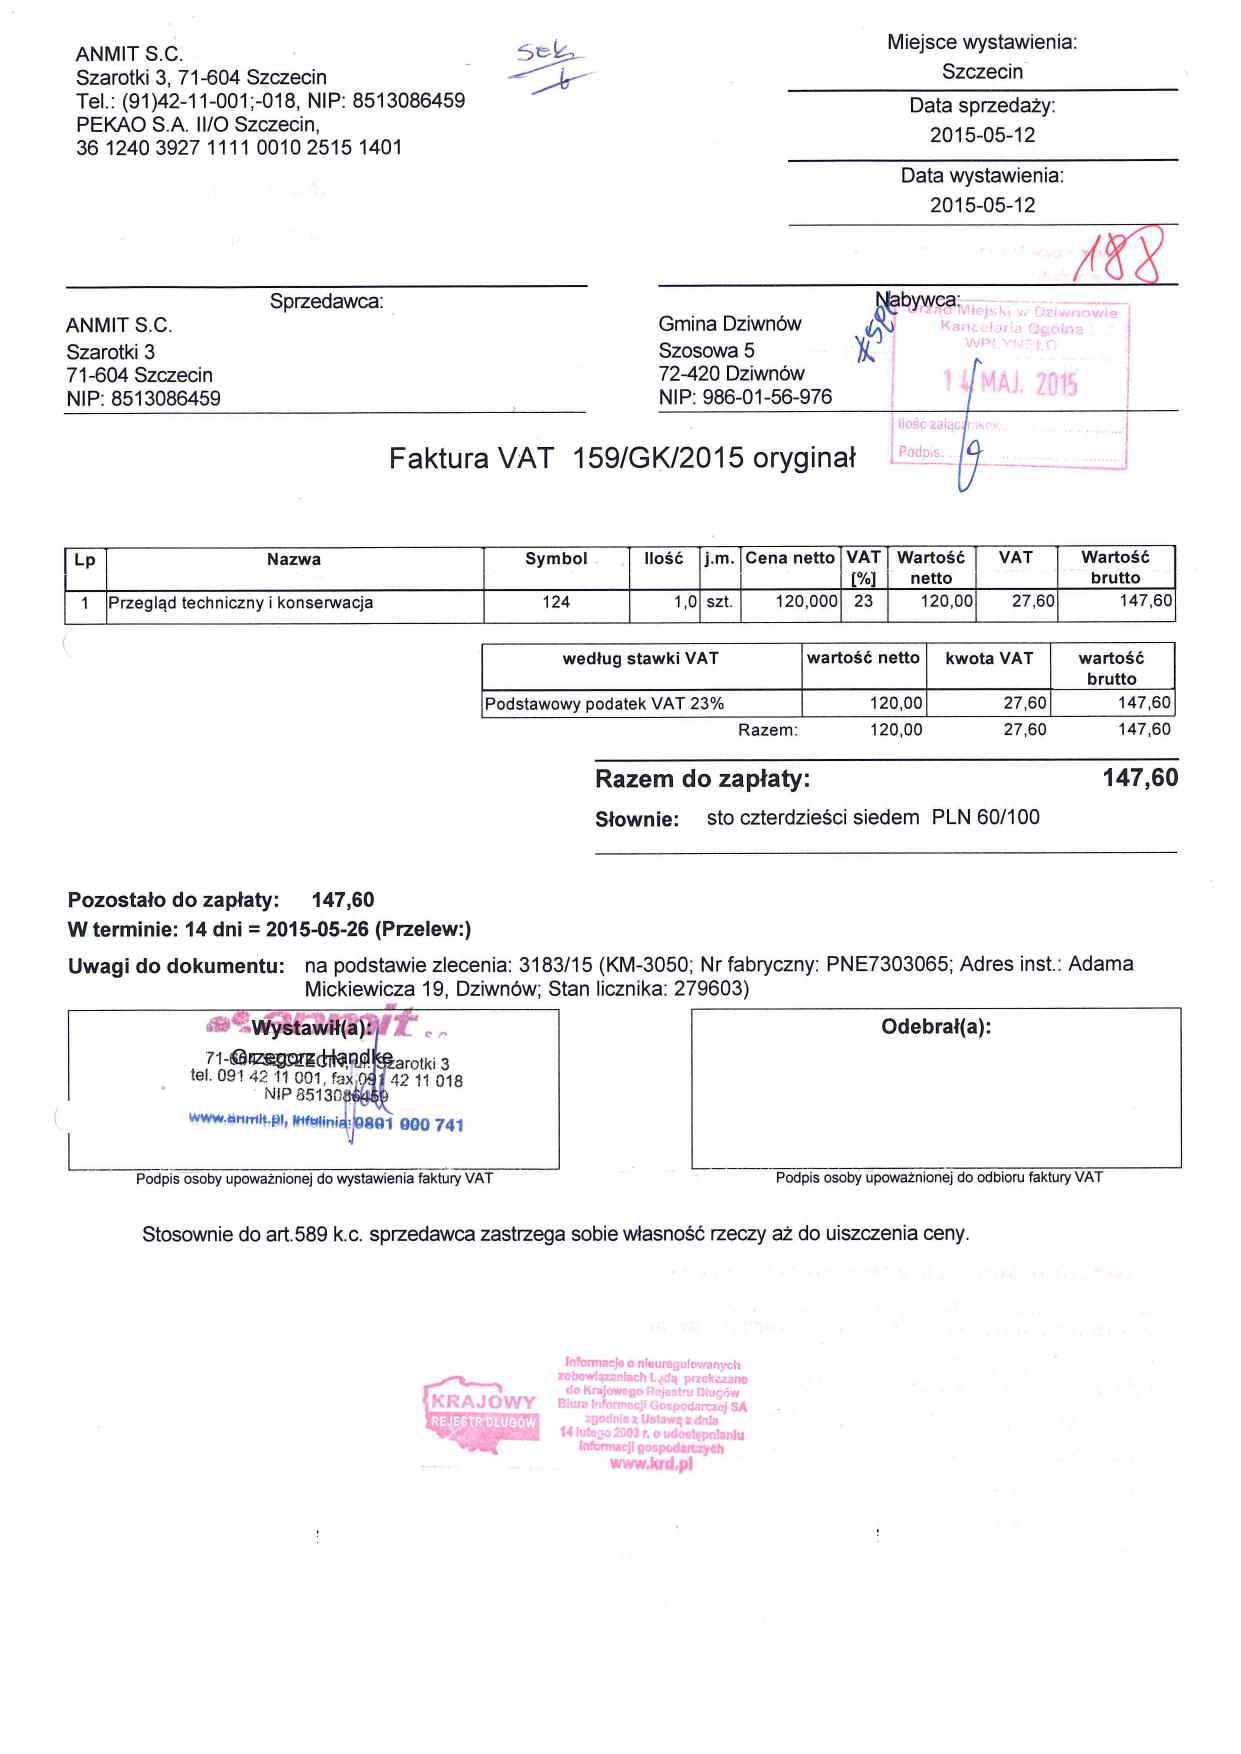 ANMIT S.C.
Szarotki 3, 71-604 Szczecin
Tel.: (91)42-11-001;-018, NIP: 8513086459
PEKAO S.A. II/O Szczecin,
36 1240 3927 1111 0010 2515 1401
Sek
Miejsce wystawienia:
Szczecin
Data sprzedaży:
2015-05-12
Data wystawienia:
2015-05-12
188
Sprzedawca:
ANMIT S.C.
Szarotki 3
71-604 Szczecin
NIP: 8513086459
Nabywca:
Gmina Dziwnów
Szosowa 5
72-420 Dziwnów
NIP: 986-01-56-976
Urząd Miejski w Dziwnowie
Kancelaria Ogólna
WPŁYNĘŁO
14 MAJ. 2015
Ilość załączników
Podpis
Faktura VAT 159/GK/2015 oryginał
Lp Nazwa Symbol Ilość j.m. Cena netto VAT [%] Wartość netto VAT Wartość brutto
1 Przegląd techniczny i konserwacja 124 1,0 szt. 120,000 23 120,00 27,60 147,60
według stawki VAT wartość netto kwota VAT wartość brutto
Podstawowy podatek VAT 23% 120,00 27,60 147,60
Razem: 120,00 27,60 147,60
Razem do zapłaty: 147,60
Słownie: sto czterdzieści siedem PLN 60/100
Pozostało do zapłaty: 147,60
W terminie: 14 dni = 2015-05-26 (Przelew:)
Uwagi do dokumentu: na podstawie zlecenia: 3183/15 (KM-3050; Nr fabryczny: PNE7303065; Adres inst.: Adama
Mickiewicza 19, Dziwnów; Stan licznika: 279603)
anmit s.c.
Wystawił(a):
Grzegorz Handke
71-604 SZCZECIN, ul. Szarotki 3
tel. 091 42 11 001, fax 091 42 11 018
NIP 8513086459
www.anmit.pl, infolinia: 0801 000 741
Odebrał(a):
Podpis osoby upoważnionej do wystawienia faktury VAT
Podpis osoby upoważnionej do odbioru faktury VAT
Stosownie do art.589 k.c. sprzedawca zastrzega sobie własność rzeczy aż do uiszczenia ceny.
KRAJOWY
REJESTR DŁUGÓW
Informacje o nieuregulowanych
zobowiązaniach będą przekazane
do Krajowego Rejestru Długów
Biura Informacji Gospodarczej SA
zgodnie z Ustawą z dnia
14 lutego 2003 r. o udostępnianiu
informacji gospodarczych
www.krd.pl